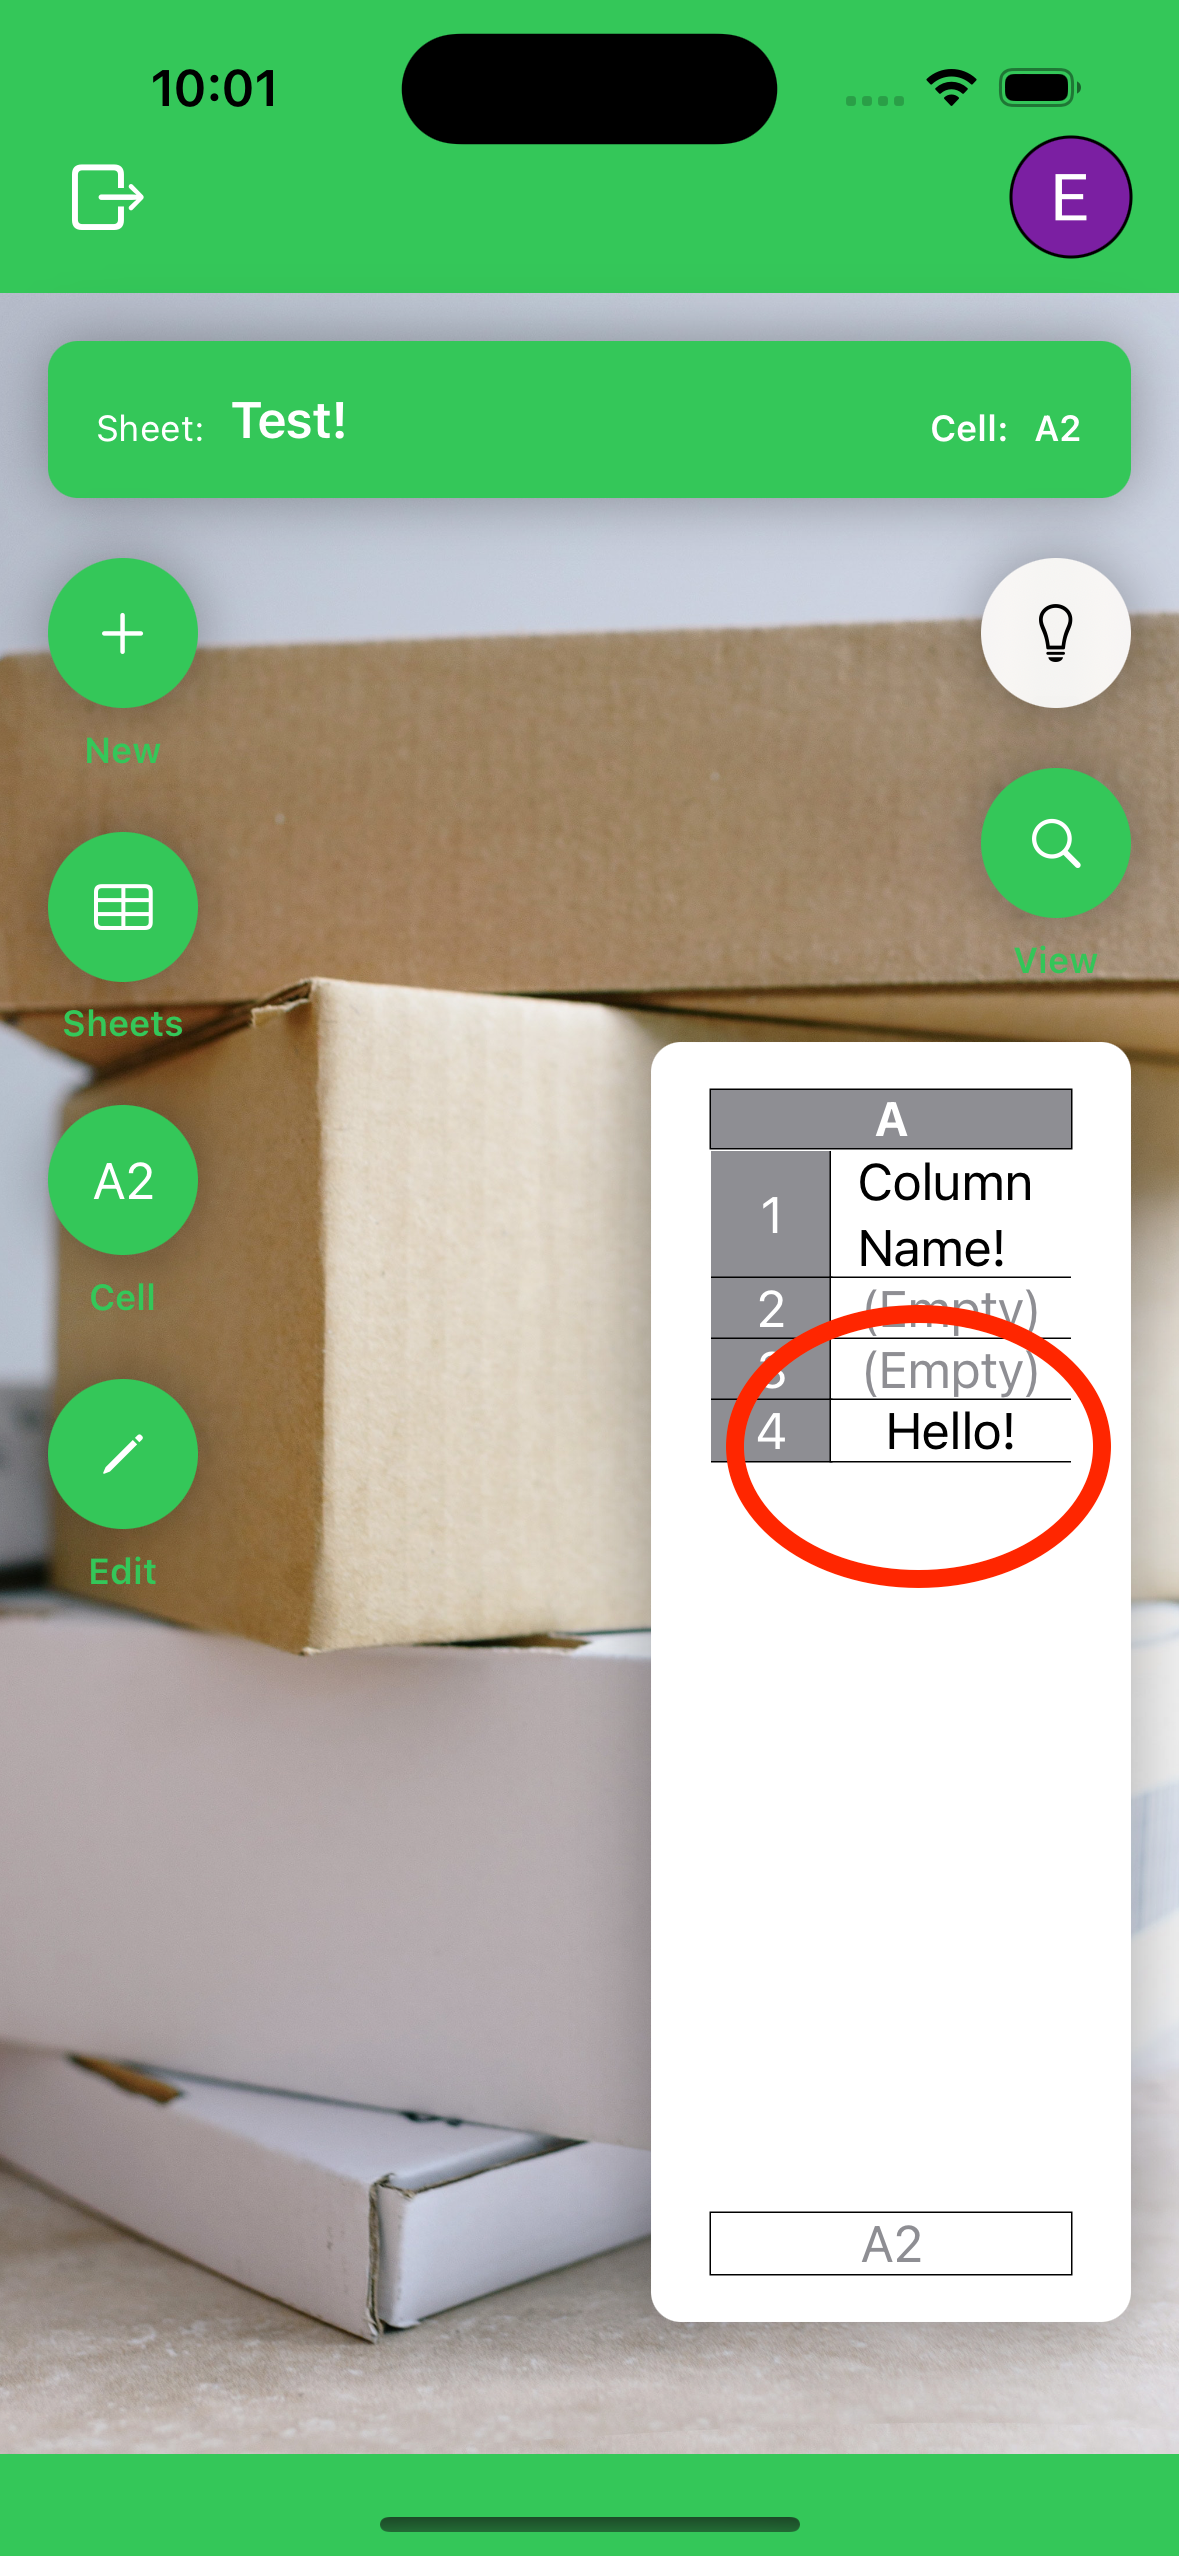 10:01
E
Sheet: Test! Cell: A2
New
View
Sheets
A2
Cell
Edit
A
1 Column
Name!
2 (Empty)
3 (Empty)
4 Hello!
A2